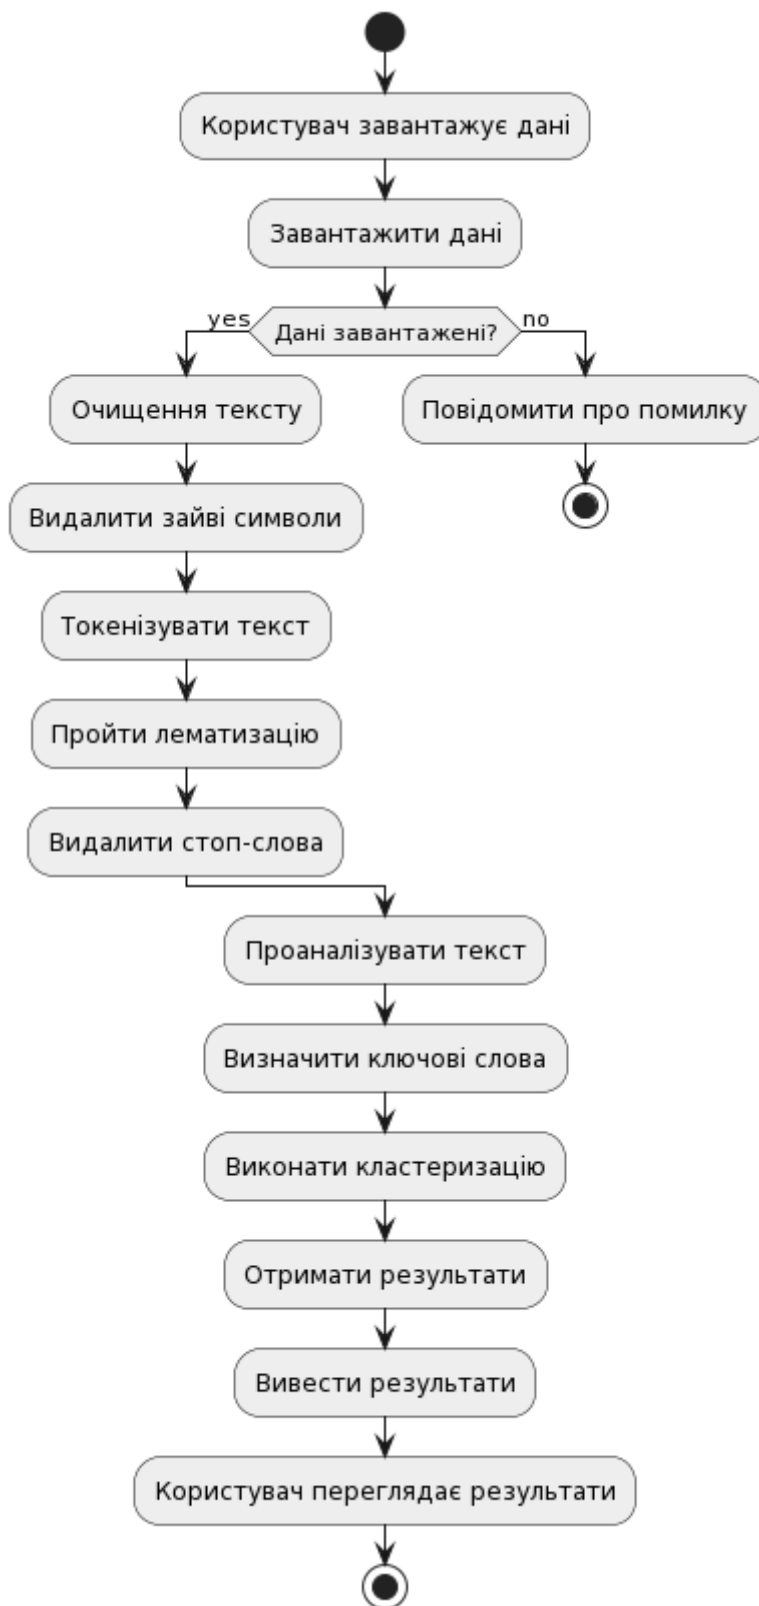 Користувач завантажує дані
Завантажити дані
yes
Дані завантажені?
no
Очищення тексту
Повідомити про помилку
Видалити зайві символи
Токенізувати текст
Пройти лематизацію
Видалити стоп-слова
Проаналізувати текст
Визначити ключові слова
Виконати кластеризацію
Отримати результати
Вивести результати
Користувач переглядає результати